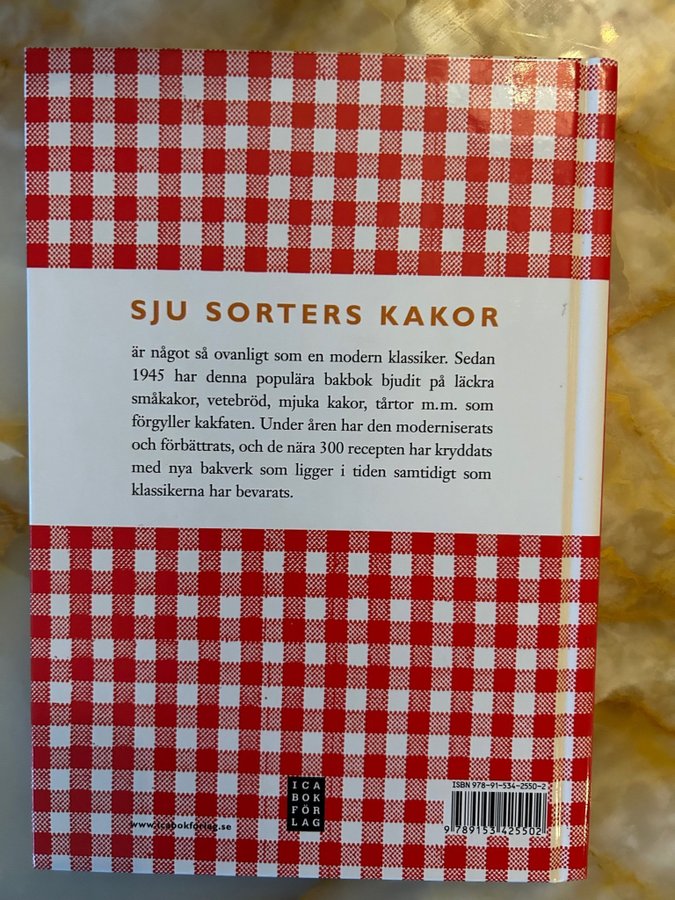 SJU SORTERS KAKOR
är något så ovanligt som en modern klassiker. Sedan
1945 har denna populära bakbok bjudit på läckra
småkakor, vetebröd, mjuka kakor, tårtor m.m. som
förgyller kakfaten. Under åren har den moderniserats
och förbättrats, och de nära 300 recepten har kryddats
med nya bakverk som ligger i tiden samtidigt som
klassikerna har bevarats.
ISBN 978-91-534-2550-2
ICA
BOK
FÖR
LAG
www.icabokforlag.se
9 789153 425502